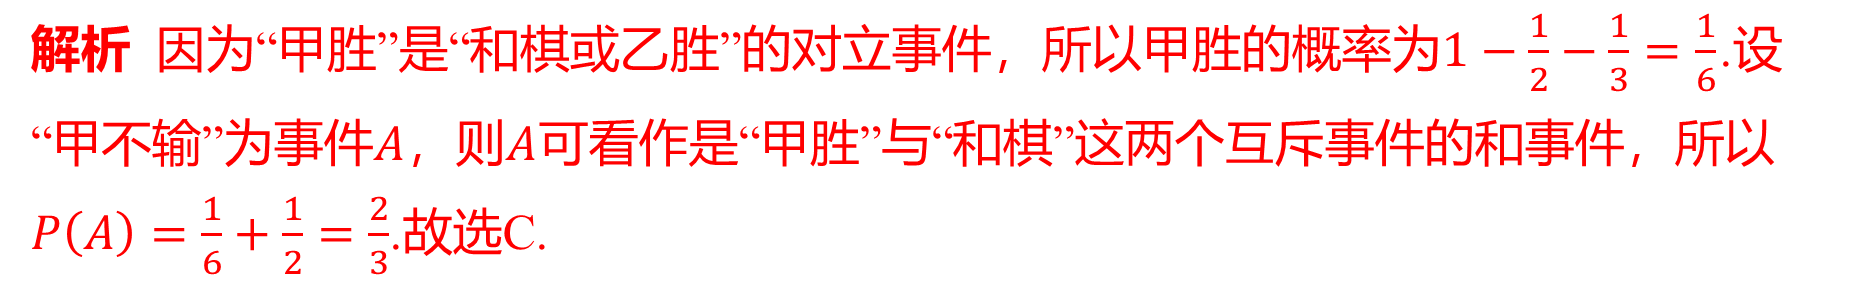 解析 因为“甲胜”是“和棋或乙胜”的对立事件，所以甲胜的概率为1 − 1/2 − 1/3 = 1/6.设
“甲不输”为事件A，则A可看作是“甲胜”与“和棋”这两个互斥事件的和事件，所以
P(A) = 1/6 + 1/2 = 2/3.故选C.